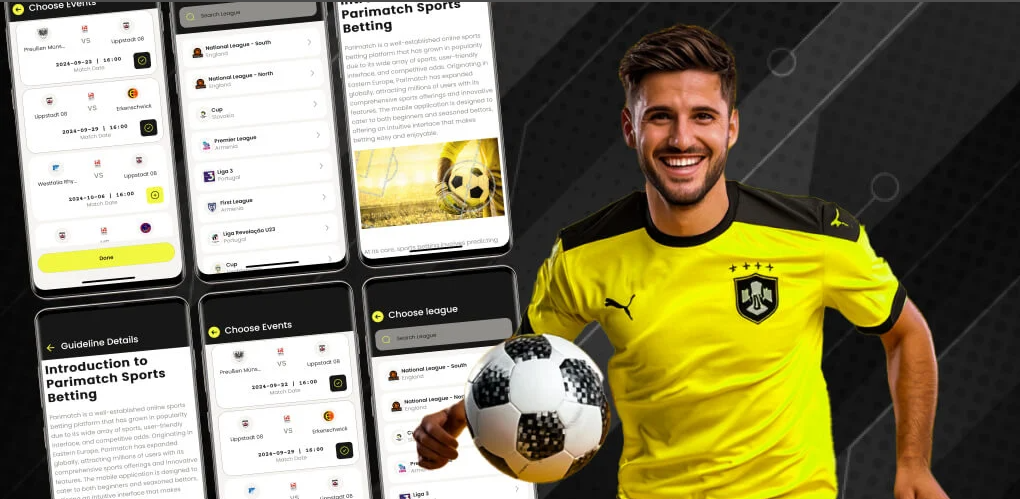 Choose Events
Preußen Müns...
VS
Lippstadt 08
2024-09-23 | 16:00
Match Date
Lippstadt 08
VS
Erkenschwick
2024-09-29 | 16:00
Match Date
Westfalia Rhy...
VS
Lippstadt 08
2024-10-06 | 16:00
Match Date
Done
Search League
National League - South
England
National League - North
England
Cup
Slovakia
Premier League
Armenia
Liga 3
Portugal
First League
Armenia
Liga Revelação U23
Portugal
Cup
Parimatch Sports
Betting
Parimatch is a well-established online sports
betting platform that has grown in popularity
due to its wide array of sports, user-friendly
interface, and competitive odds. Originating in
Eastern Europe, Parimatch has expanded
globally, attracting millions of users with its
comprehensive sports offerings and innovative
features. The mobile application is designed to
cater to both beginners and seasoned bettors,
offering an intuitive interface that makes
betting easy and enjoyable.
At its core, sports betting involves predicting
Guideline Details
Introduction to
Parimatch Sports
Betting
Parimatch is a well-established online sports
betting platform that has grown in popularity
due to its wide array of sports, user-friendly
interface, and competitive odds. Originating in
Eastern Europe, Parimatch has expanded
globally, attracting millions of users with its
comprehensive sports offerings and innovative
features. The mobile application is designed to
cater to both beginners and seasoned bettors,
offering an intuitive interface that makes
Choose Events
Preußen Müns...
VS
Lippstadt 08
2024-09-22 | 16:00
Match Date
Lippstadt 08
VS
Erkenschwick
2024-09-29 | 16:00
Match Date
Choose league
Search League
National League - South
England
National League
England
Liga 3